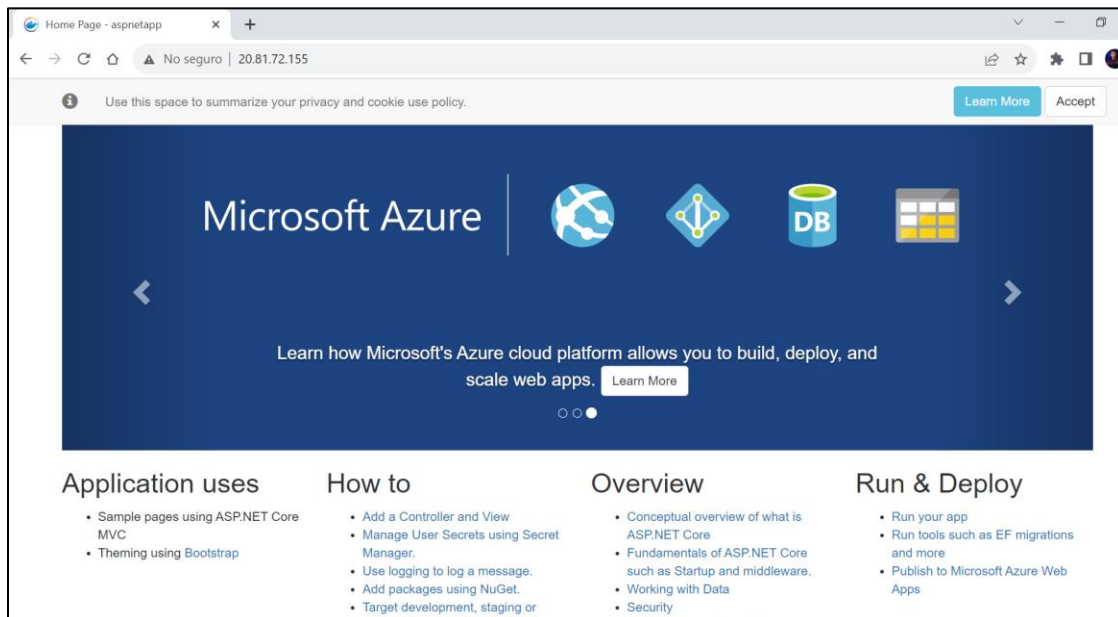 Home Page - aspnetapp
No seguro | 20.81.72.155
Use this space to summarize your privacy and cookie use policy.
Learn More
Accept
Microsoft Azure
DB
Learn how Microsoft's Azure cloud platform allows you to build, deploy, and
scale web apps. Learn More
Application uses
• Sample pages using ASP.NET Core
MVC
• Theming using Bootstrap
How to
• Add a Controller and View
• Manage User Secrets using Secret
Manager.
• Use logging to log a message.
• Add packages using NuGet.
• Target development, staging or
Overview
• Conceptual overview of what is
ASP.NET Core
• Fundamentals of ASP.NET Core
such as Startup and middleware.
• Working with Data
• Security
Run & Deploy
• Run your app
• Run tools such as EF migrations
and more
• Publish to Microsoft Azure Web
Apps